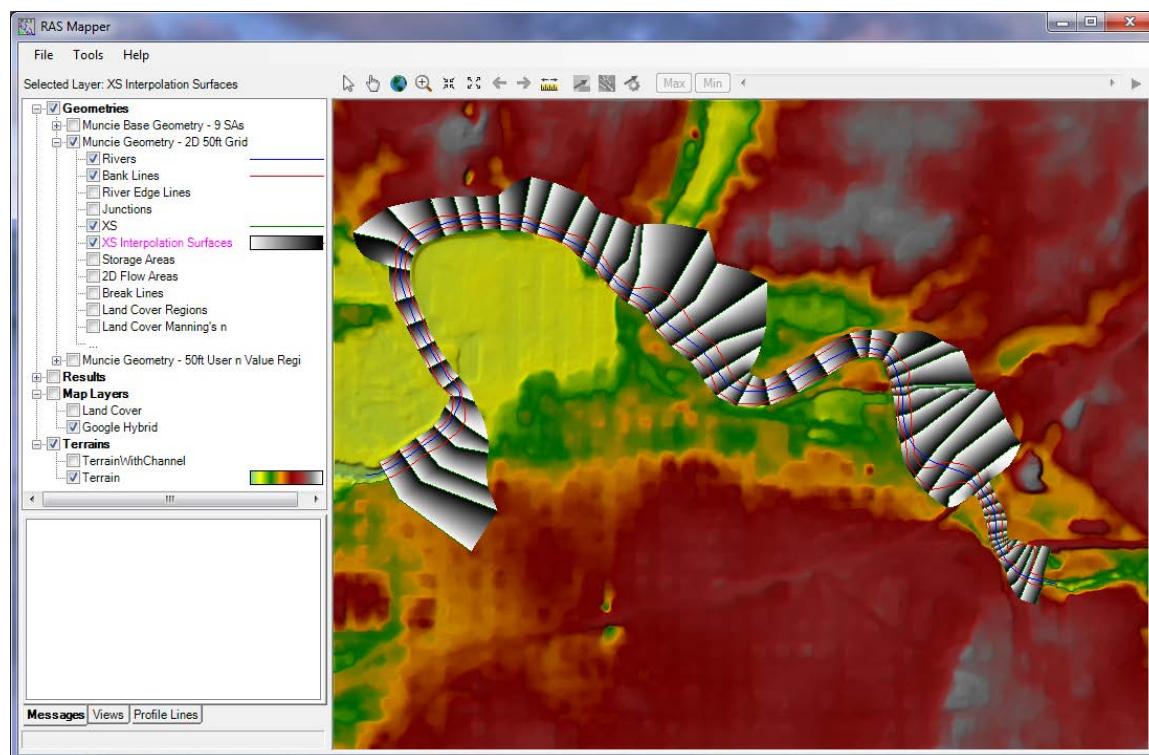 RAS Mapper
File Tools Help
Selected Layer: XS Interpolation Surfaces
Max Min
Geometries
Muncie Base Geometry - 9 SAs
Muncie Geometry - 2D 50ft Grid
Rivers
Bank Lines
River Edge Lines
Junctions
XS
XS Interpolation Surfaces
Storage Areas
2D Flow Areas
Break Lines
Land Cover Regions
Land Cover Manning's n
...
Muncie Geometry - 50ft User n Value Regi
Results
Map Layers
Land Cover
Google Hybrid
Terrains
TerrainWithChannel
Terrain
Messages Views Profile Lines